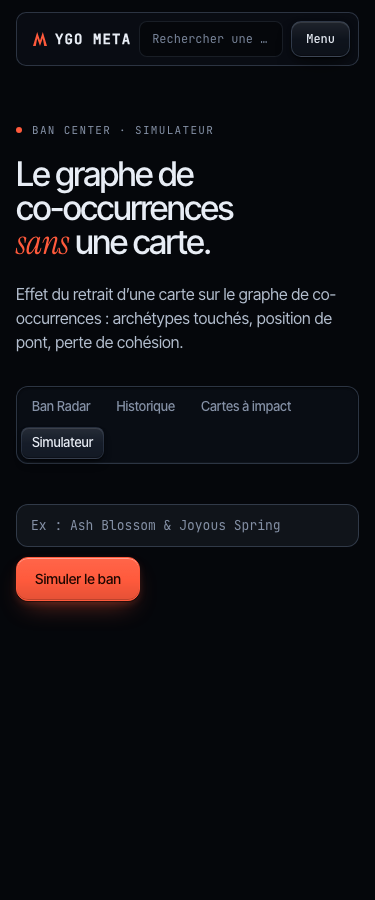 YGO META
Rechercher une …
Menu
BAN CENTER · SIMULATEUR
Le graphe de
co-occurrences
sans une carte.
Effet du retrait d’une carte sur le graphe de co-
occurrences : archétypes touchés, position de
pont, perte de cohésion.
Ban Radar
Historique
Cartes à impact
Simulateur
Ex : Ash Blossom & Joyous Spring
Simuler le ban